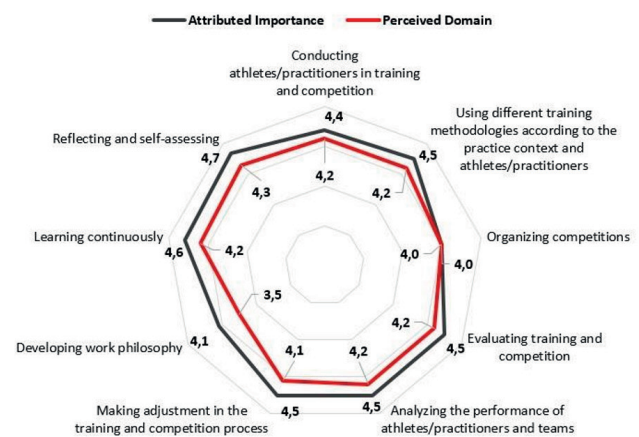 Attributed Importance Perceived Domain
Conducting
athletes/practitioners in training
and competition
4,4
Using different training
methodologies according to the
practice context and
athletes/practitioners
Reflecting and self-assessing
4,7
4,5
4,3
4,2
4,2
Learning continuously
4,6
4,2
4,0
4,0
Organizing competitions
3,5
4,2
Developing work philosophy
4,1
Evaluating training and
competition
4,5
4,1
4,2
Making adjustment in the
training and competition process
4,5
4,5
Analyzing the performance of
athletes/practitioners and teams